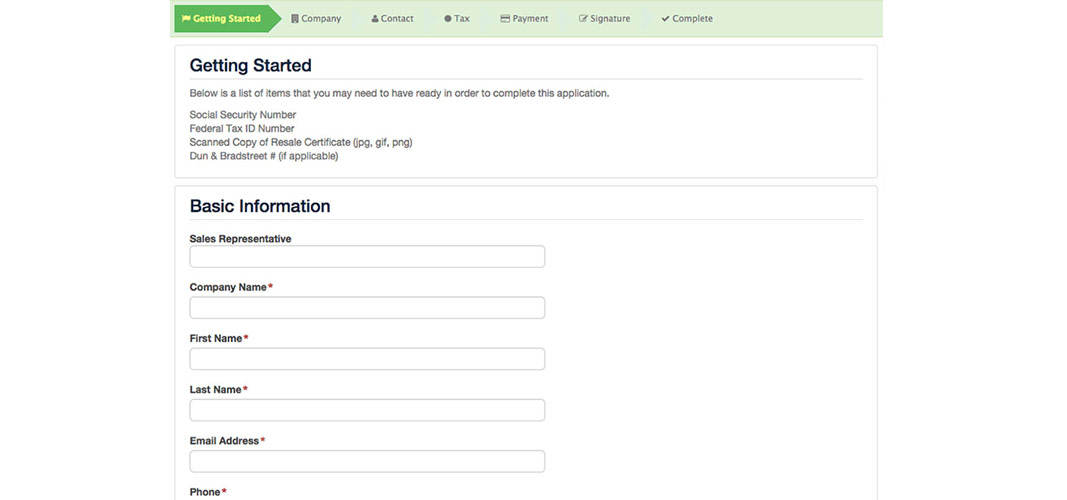 Getting Started Company Contact Tax Payment Signature Complete
Getting Started
Below is a list of items that you may need to have ready in order to complete this application.
Social Security Number
Federal Tax ID Number
Scanned Copy of Resale Certificate (jpg, gif, png)
Dun & Bradstreet # (if applicable)
Basic Information
Sales Representative
Company Name*
First Name*
Last Name*
Email Address*
Phone*